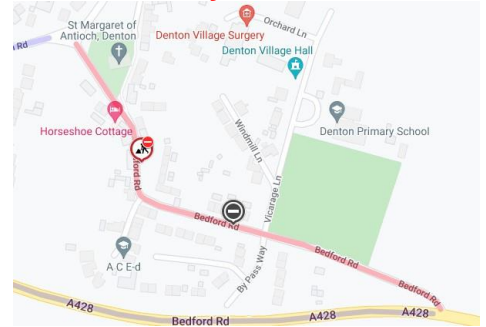 St Margaret of
Antioch, Denton
Orchard Ln
Denton Village Surgery
Rd
Denton Village Hall
Horseshoe Cottage
Windmill Ln
Denton Primary School
Bedford Rd
Vicarage Ln
Bedford Rd
A C E-d
By Pass Way
Bedford Rd
Bedford Rd
A428
Bedford Rd
A428
A428